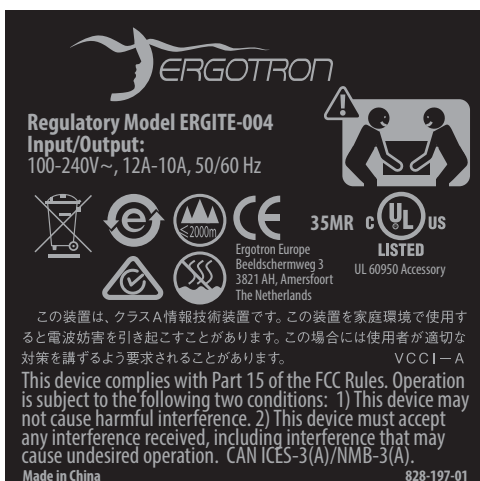 ERGOTRON
Regulatory Model ERGITE-004
Input/Output:
100-240V~, 12A-10A, 50/60 Hz
≤2000m
e
CE
35MR
C UL US
LISTED
UL 60950 Accessory
Ergotron Europe
Beeldschermweg 3
3821 AH, Amersfoort
The Netherlands
この装置は、クラスA情報技術装置です。この装置を家庭環境で使用す
ると電波妨害を引き起こすことがあります。この場合には使用者が適切な
対策を講ずるよう要求されることがあります。 VCCI-A
This device complies with Part 15 of the FCC Rules. Operation
is subject to the following two conditions: 1) This device may
not cause harmful interference. 2) This device must accept
any interference received, including interference that may
cause undesired operation. CAN ICES-3(A)/NMB-3(A).
Made in China 828-197-01